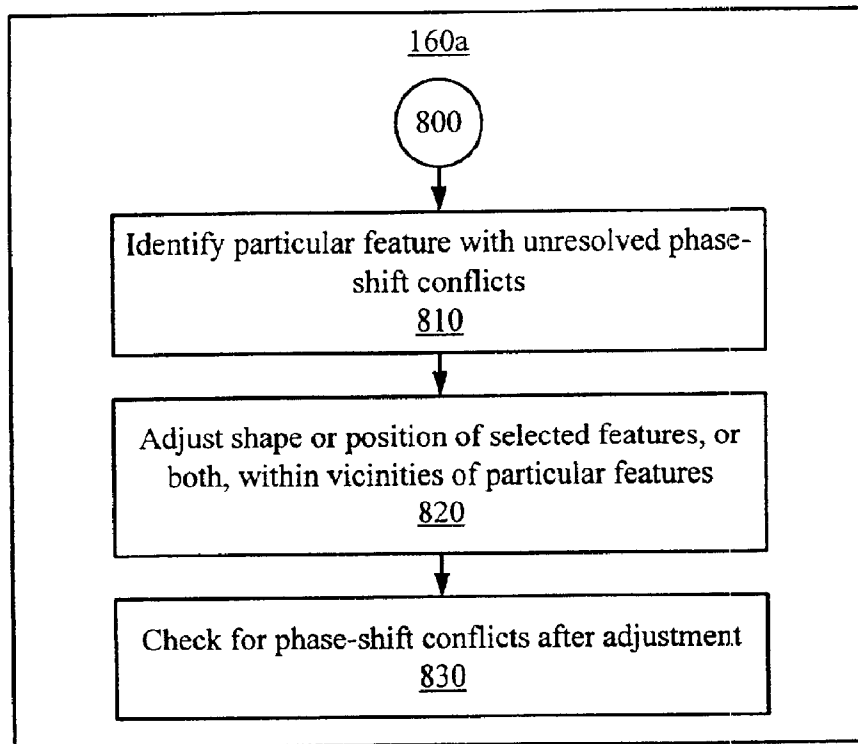 160a
800
Identify particular feature with unresolved phase-
shift conflicts
810
Adjust shape or position of selected features, or
both, within vicinities of particular features
820
Check for phase-shift conflicts after adjustment
830